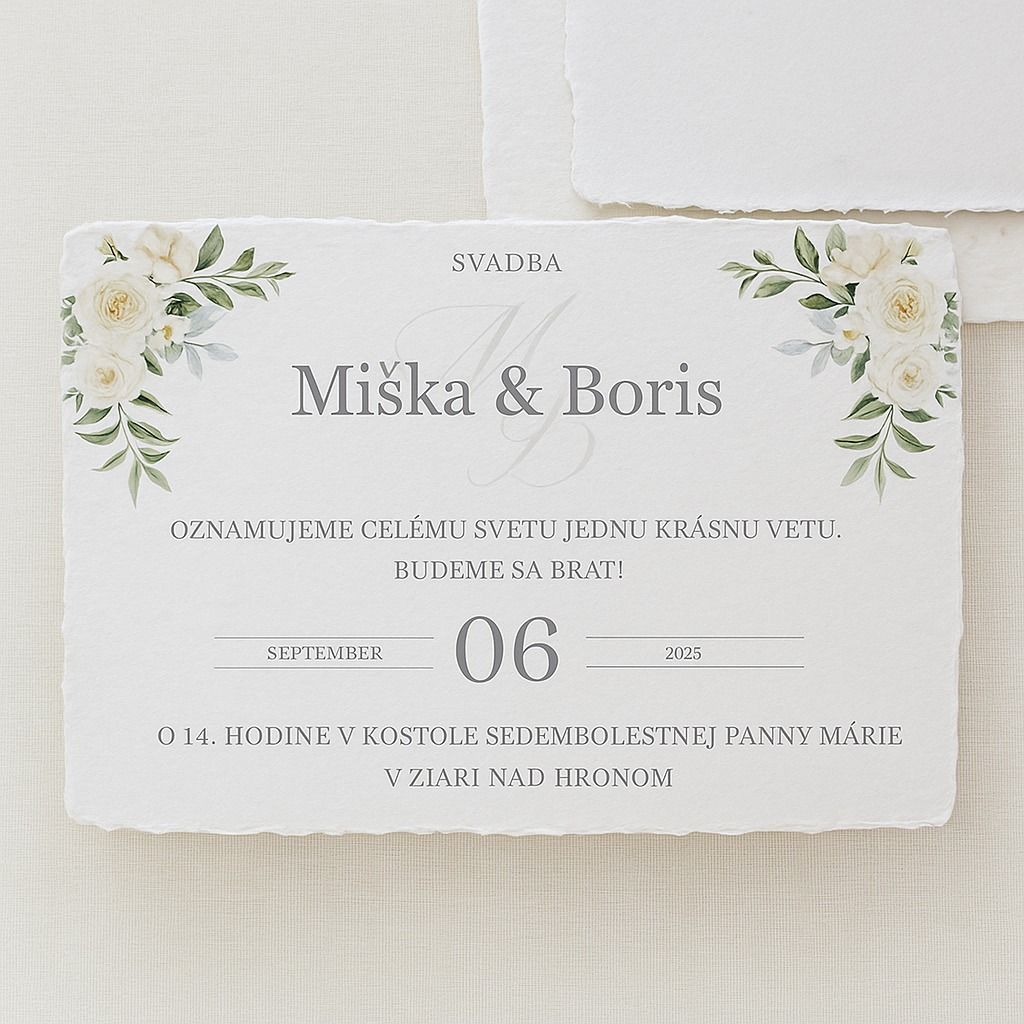 SVADBA
MB
Miška & Boris
OZNAMUJEME CELÉMU SVETU JEDNU KRÁSNU VETU.
BUDEME SA BRAT!
SEPTEMBER 06 2025
O 14. HODINE V KOSTOLE SEDEMBOLESTNEJ PANNY MÁRIE
V ZIARI NAD HRONOM